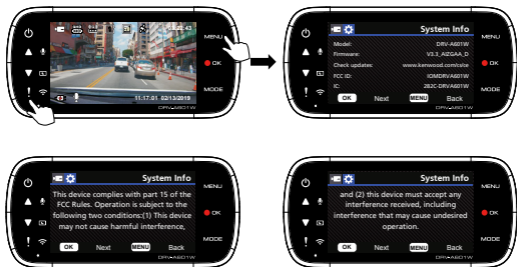 MENU
OK
MODE
11:17:01 02/13/2019
DRV-A601W
System Info
Model: DRV-A601W
Firmware: V3.3_AIZGAA_D
Check updates: www.kenwood.com/cs/ce
FCC ID: IOMDRVA601W
IC: 282C-DRVA601W
OK Next MENU Back
MENU
OK
MODE
DRV-A601W
System Info
This device complies with part 15 of the
FCC Rules. Operation is subject to the
following two conditions:(1) This device
may not cause harmful interference,
OK Next MENU Back
MENU
OK
MODE
DRV-A601W
System Info
and (2) this device must accept any
interference received, including
interference that may cause undesired
operation.
OK Next MENU Back
MENU
OK
MODE
DRV-A601W